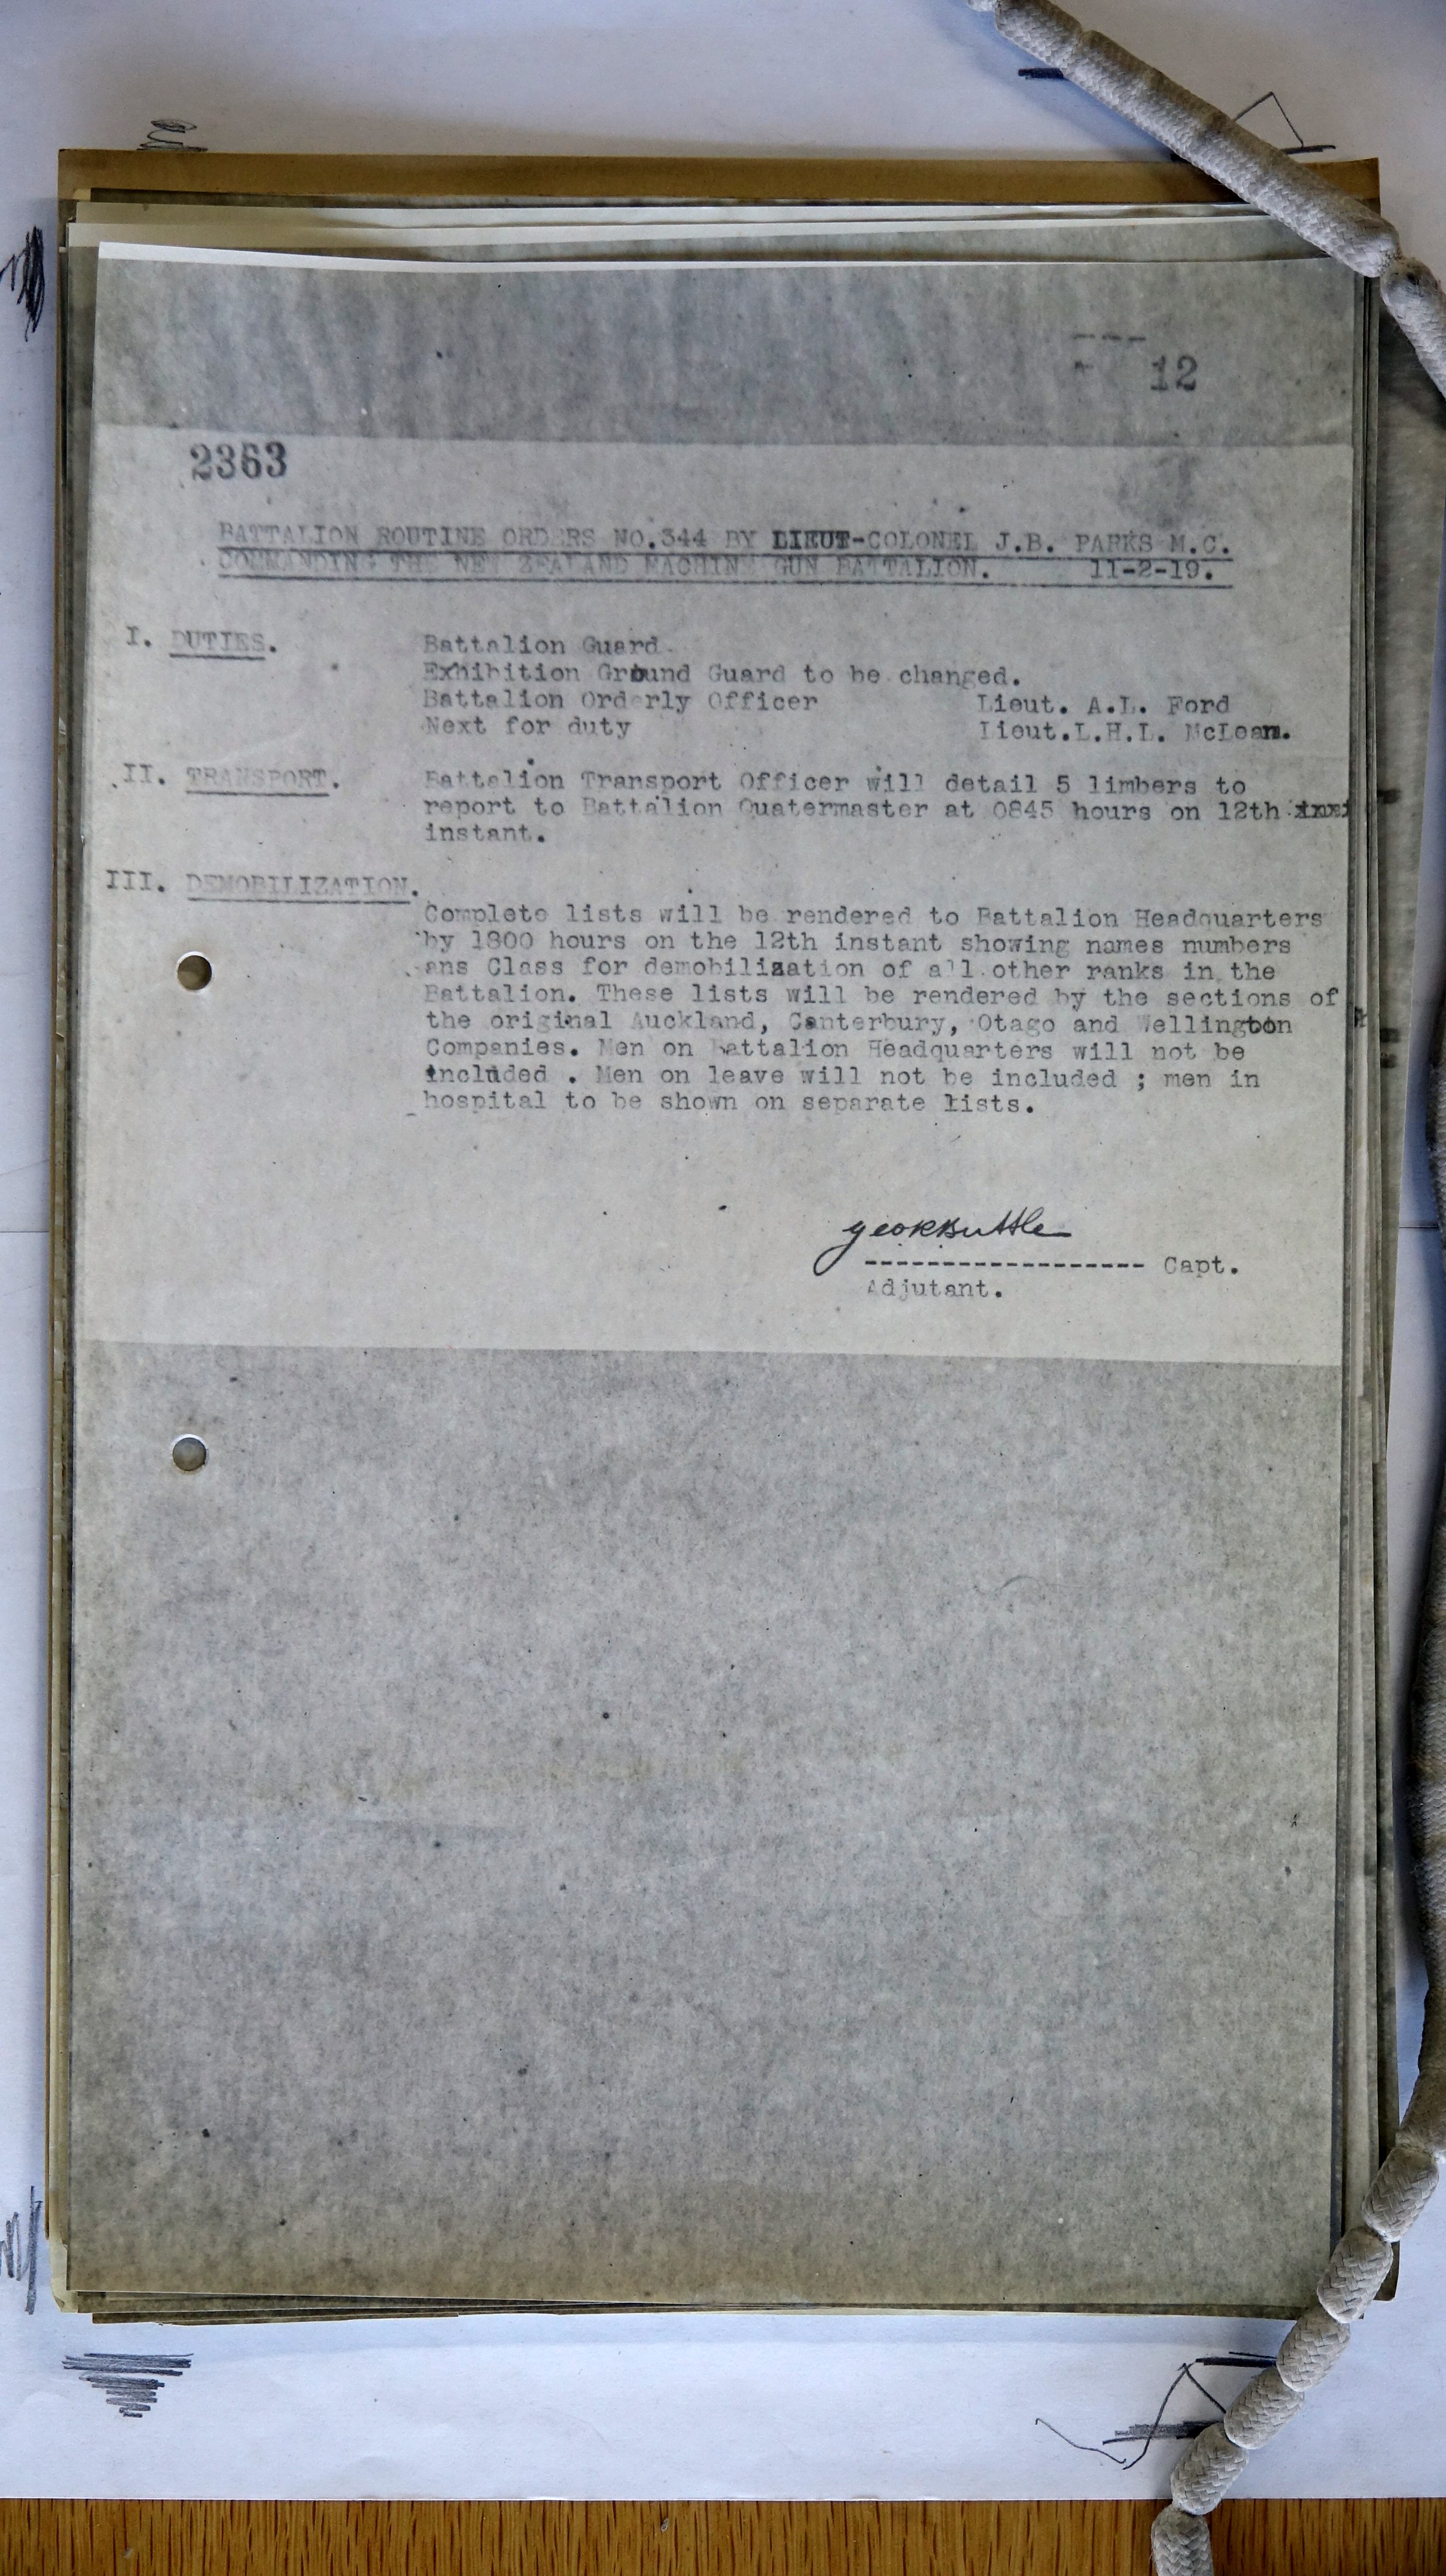 12
2363
BATTALION ROUTINE ORDERS NO.344 BY LIEUT-COLONEL J.B. PARKS M.C.
COMMANDING THE NEW ZEALAND MACHINE GUN BATTALION. 11-2-19.
I. DUTIES. Battalion Guard.
Exhibition Ground Guard to be changed.
Battalion Orderly Officer Lieut. A.L. Ford
Next for duty Lieut.L.H.L. McLean.
II. TRANSPORT. Battalion Transport Officer will detail 5 limbers to
report to Battalion Quatermaster at 0845 hours on 12th
instant.
III. DEMOBILIZATION.
Complete lists will be rendered to Battalion Headquarters
by 1800 hours on the 12th instant showing names numbers
ans Class for demobilization of all other ranks in the
Battalion. These lists will be rendered by the sections of
the original Auckland, Canterbury, Otago and Wellington
Companies. Men on Battalion Headquarters will not be
included . Men on leave will not be included ; men in
hospital to be shown on separate lists.
------------------ Capt.
Adjutant.